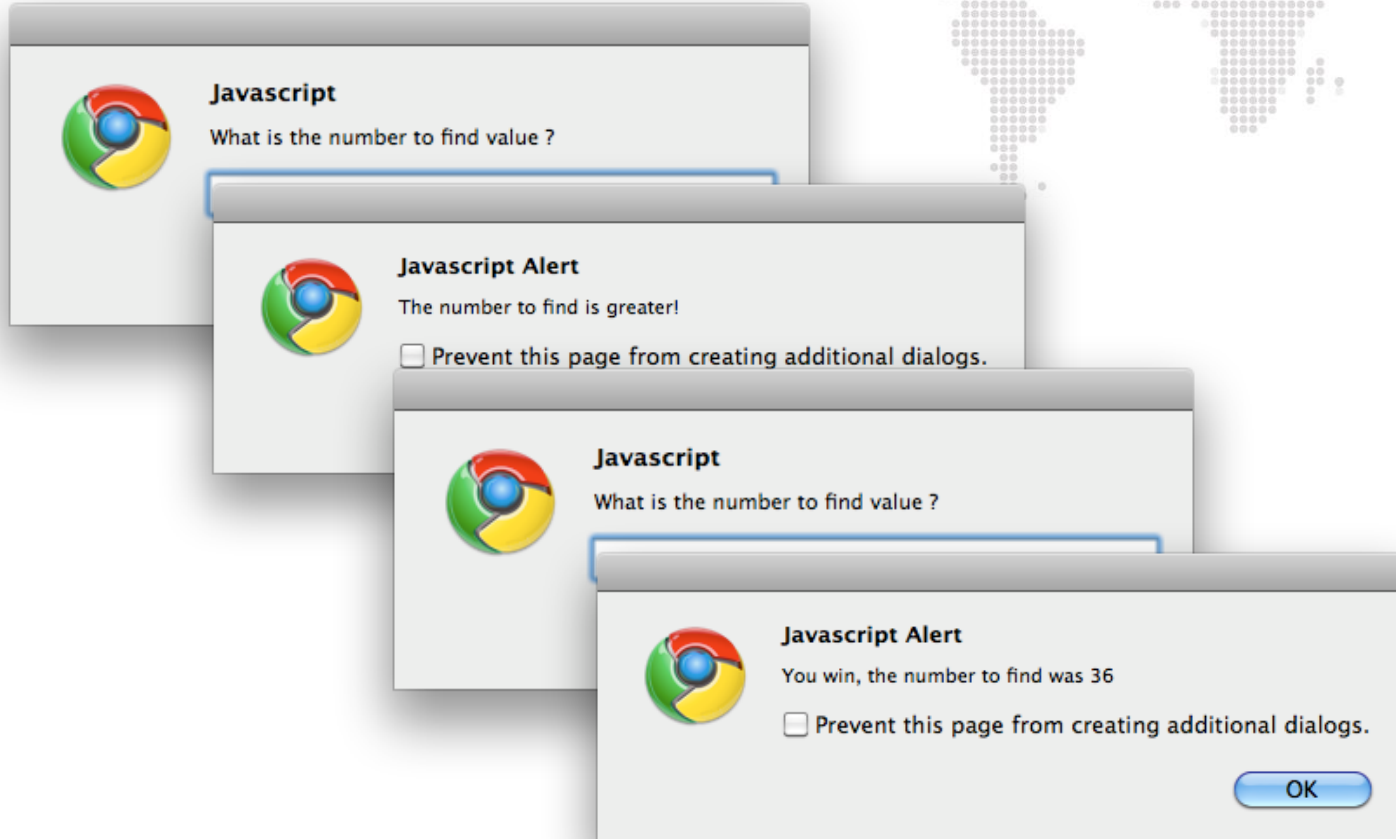 Javascript
What is the number to find value ?
Javascript Alert
The number to find is greater!
Prevent this page from creating additional dialogs.
Javascript
What is the number to find value ?
Javascript Alert
You win, the number to find was 36
Prevent this page from creating additional dialogs.
OK